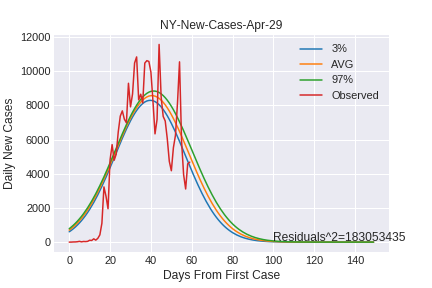 NY-New-Cases-Apr-29
12000
10000
8000
6000
4000
2000
0
Daily New Cases
3%
AVG
97%
Observed
Residuals^2=183053435
0 20 40 60 80 100 120 140
Days From First Case